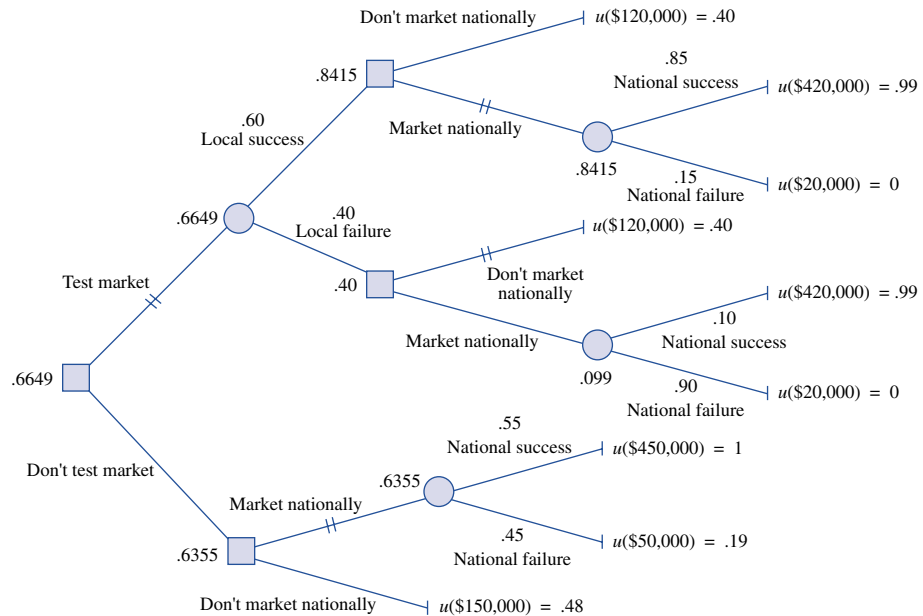 Don't market nationally
u($120,000) = .40
.8415
.85
National success
u($420,000) = .99
.60
Local success
Market nationally
.8415
.15
National failure
u($20,000) = 0
.6649
.40
Local failure
u($120,000) = .40
Test market
.40
Don't market
nationally
u($420,000) = .99
.10
National success
Market nationally
.099
.90
National failure
u($20,000) = 0
.6649
Don't test market
.55
National success
u($450,000) = 1
.6355
Market nationally
.45
National failure
u($50,000) = .19
.6355
Don't market nationally
u($150,000) = .48